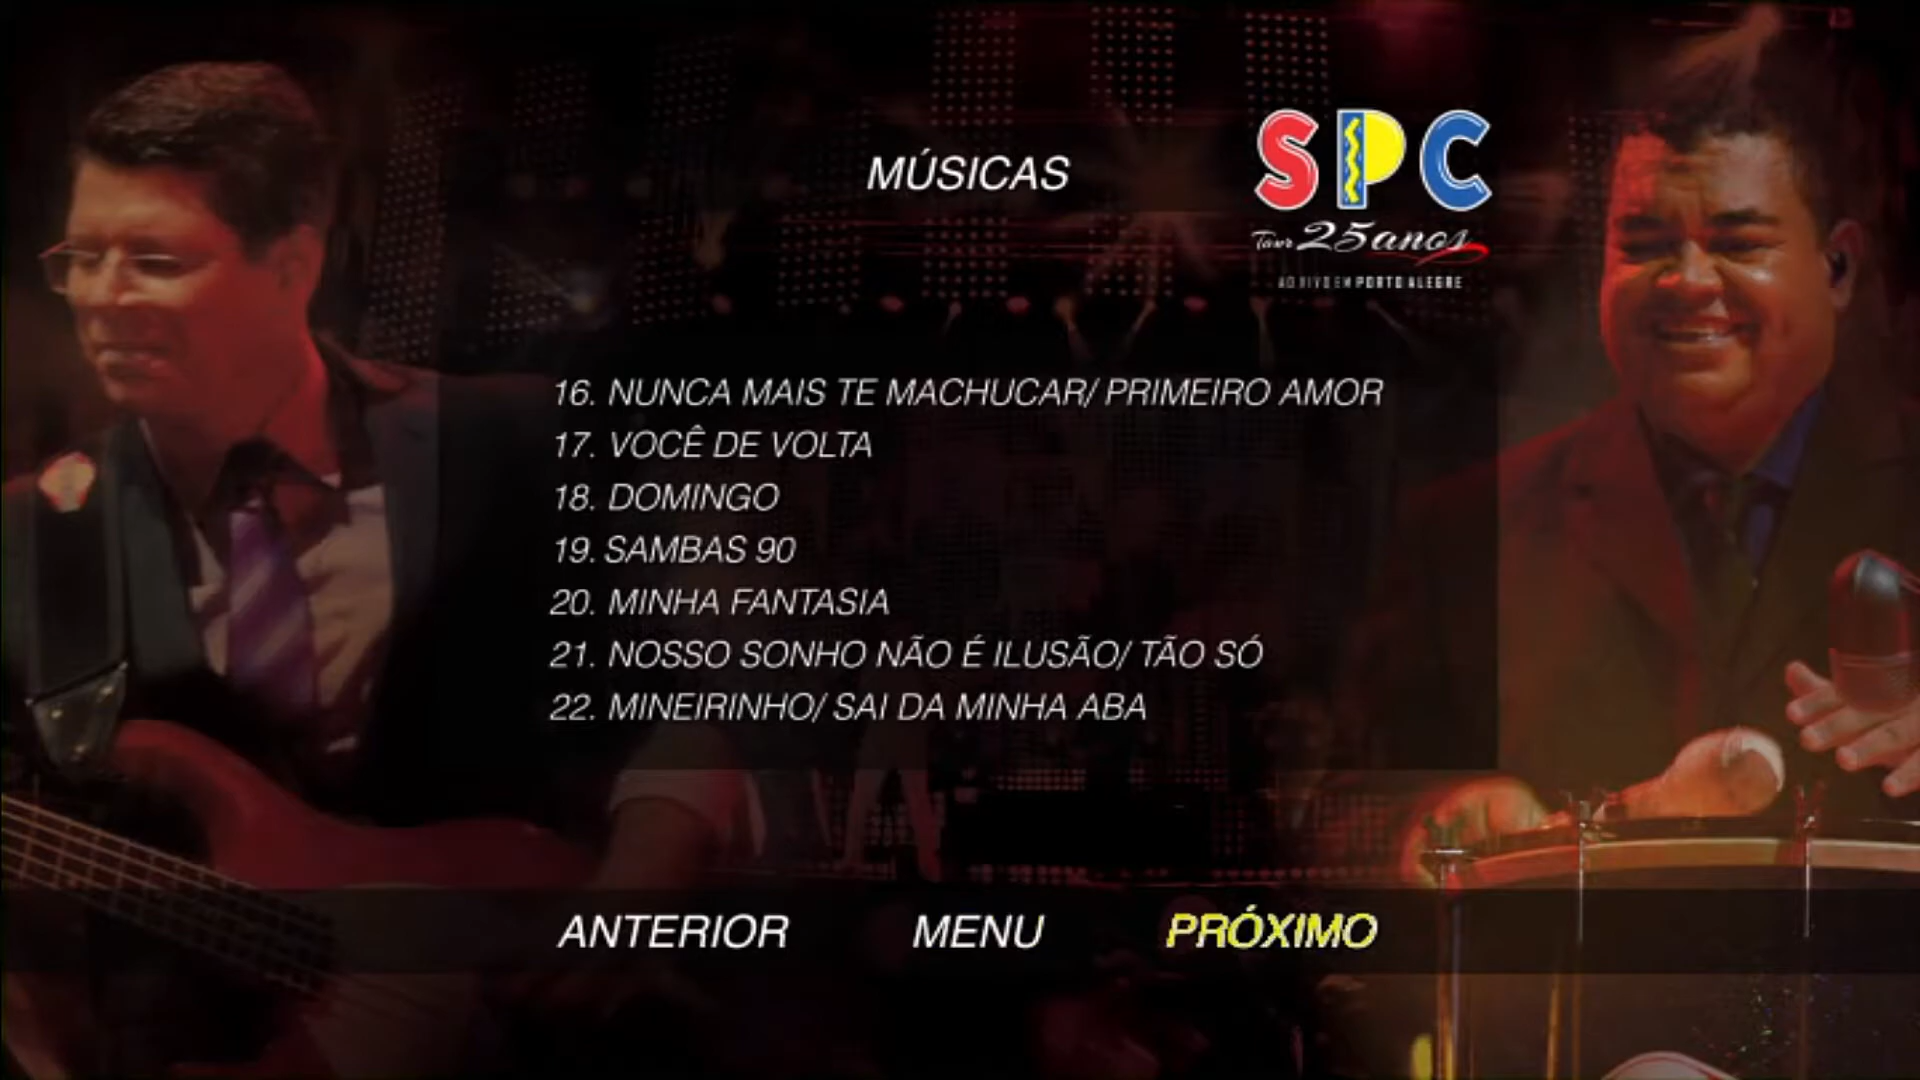 MÚSICAS
SPC
Tour 25 anos
AO VIVO EM PORTO ALEGRE
16. NUNCA MAIS TE MACHUCAR/ PRIMEIRO AMOR
17. VOCÊ DE VOLTA
18. DOMINGO
19. SAMBAS 90
20. MINHA FANTASIA
21. NOSSO SONHO NÃO É ILUSÃO/ TÃO SÓ
22. MINEIRINHO/ SAI DA MINHA ABA
ANTERIOR MENU PRÓXIMO